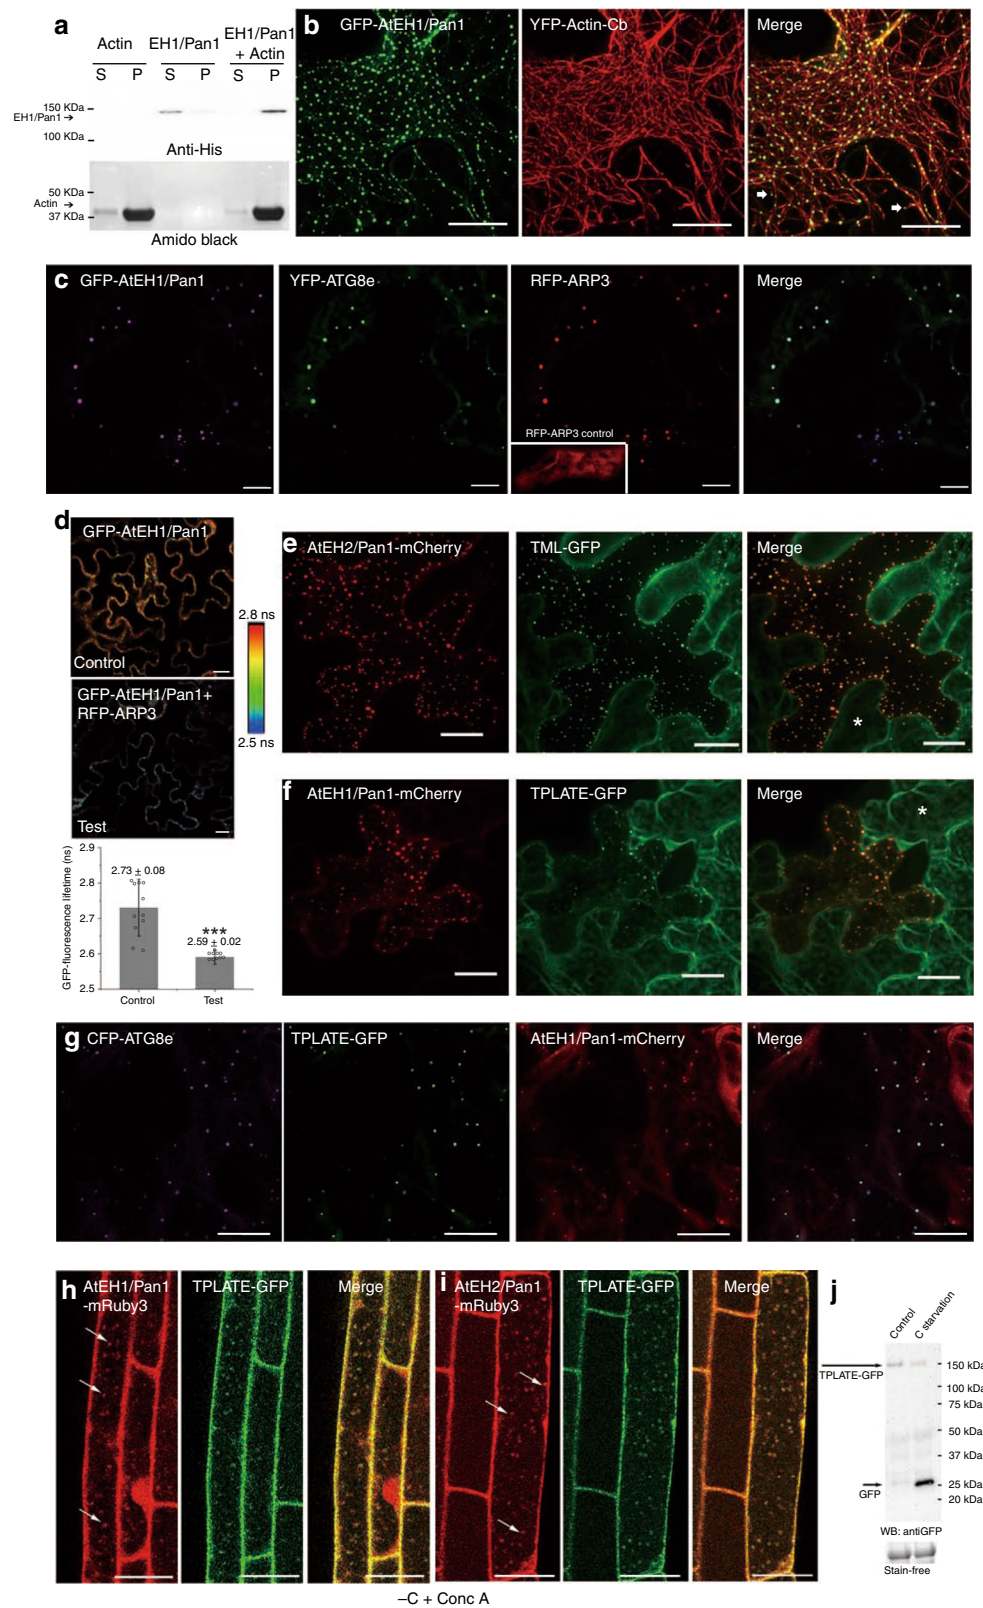 a
Actin
EH1/Pan1
EH1/Pan1
+ Actin
S P S P S P
150 KDa
EH1/Pan1 →
100 KDa
Anti-His
50 KDa
Actin →
37 KDa
Amido black
b
GFP-AtEH1/Pan1
YFP-Actin-Cb
Merge
c
GFP-AtEH1/Pan1
YFP-ATG8e
RFP-ARP3
Merge
RFP-ARP3 control
d
GFP-AtEH1/Pan1
Control
GFP-AtEH1/Pan1+
RFP-ARP3
Test
2.8 ns
2.5 ns
GFP-fluorescence lifetime (ns)
2.9
2.8
2.7
2.6
2.5
2.73 ± 0.08
***
2.59 ± 0.02
Control
Test
e
AtEH2/Pan1-mCherry
TML-GFP
Merge
*
f
AtEH1/Pan1-mCherry
TPLATE-GFP
Merge
*
g
CFP-ATG8e
TPLATE-GFP
AtEH1/Pan1-mCherry
Merge
h
AtEH1/Pan1
-mRuby3
TPLATE-GFP
Merge
i
AtEH2/Pan1
-mRuby3
TPLATE-GFP
Merge
–C + Conc A
j
Control
C starvation
TPLATE-GFP
GFP
150 kDa
100 kDa
75 kDa
50 kDa
37 kDa
25 kDa
20 kDa
WB: antiGFP
Stain-free